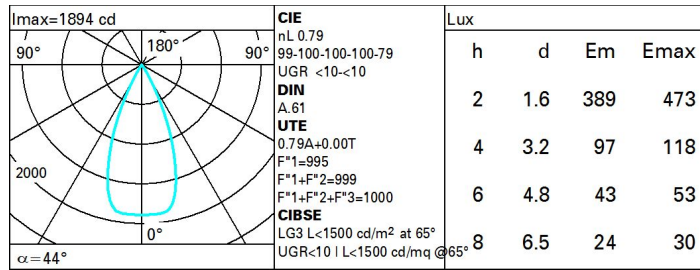 Imax=1894 cd
90° 180° 90°
2000
0°
α=44°
CIE
nL 0.79
99-100-100-100-79
UGR <10-<10
DIN
A.61
UTE
0.79A+0.00T
F"1=995
F"1+F"2=999
F"1+F"2+F"3=1000
CIBSE
LG3 L<1500 cd/m² at 65°
UGR<10 | L<1500 cd/mq @65°
Lux
h d Em Emax
2 1.6 389 473
4 3.2 97 118
6 4.8 43 53
8 6.5 24 30